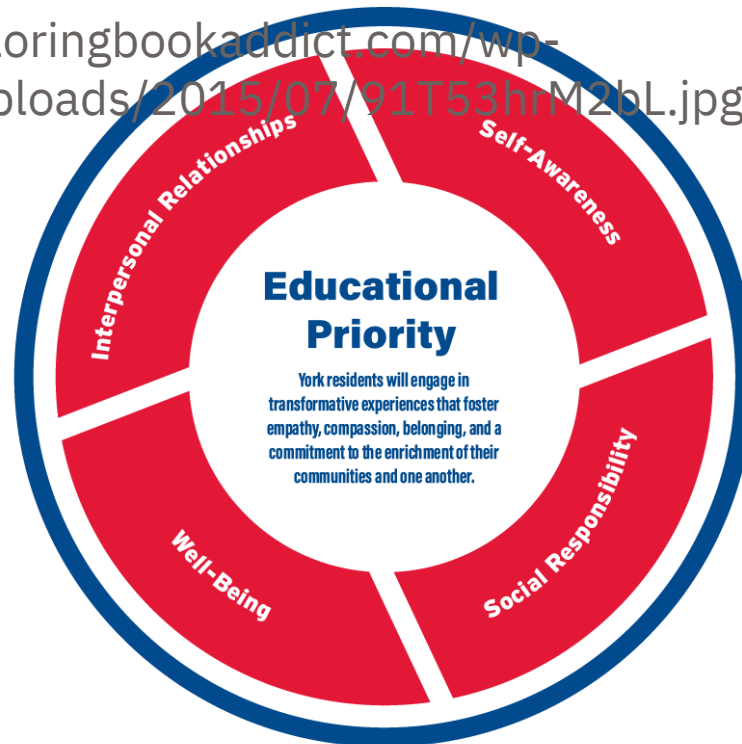 oringbookaddict.com/wp-
ploads/2015/07/91T53hrM2bL.jpg
Interpersonal Relationships
Self-Awareness
Educational
Priority
York residents will engage in
transformative experiences that foster
empathy, compassion, belonging, and a
commitment to the enrichment of their
communities and one another.
Well-Being
Social Responsibility